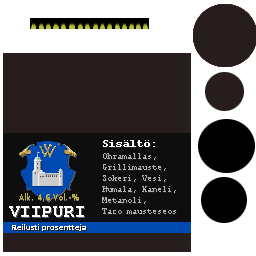 W
Alk. 4,6 Vol.-%
VIIPURI
Reilusti prosentteja
Sisältö:
Ohramallas,
Grillimauste,
Sokeri, Vesi,
Humala, Kaneli,
Metanoli,
Taco mausteseos